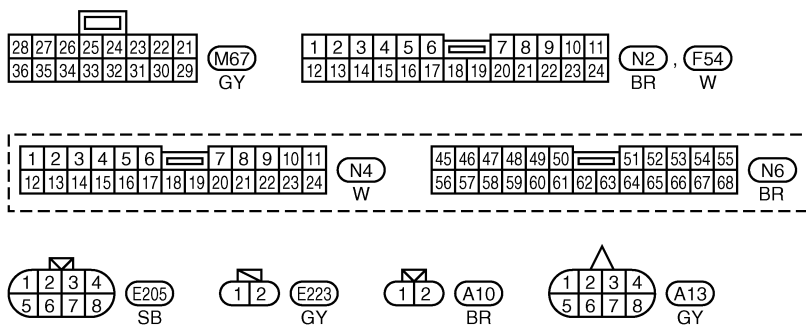 28 27 26 25 24 23 22 21
36 35 34 33 32 31 30 29
M67
GY
1 2 3 4 5 6 7 8 9 10 11
12 13 14 15 16 17 18 19 20 21 22 23 24
N2 , F54
BR W
1 2 3 4 5 6 7 8 9 10 11
12 13 14 15 16 17 18 19 20 21 22 23 24
N4
W
45 46 47 48 49 50 51 52 53 54 55
56 57 58 59 60 61 62 63 64 65 66 67 68
N6
BR
1 2 3 4
5 6 7 8
E205
SB
1 2
E223
GY
1 2
A10
BR
1 2 3 4
5 6 7 8
A13
GY